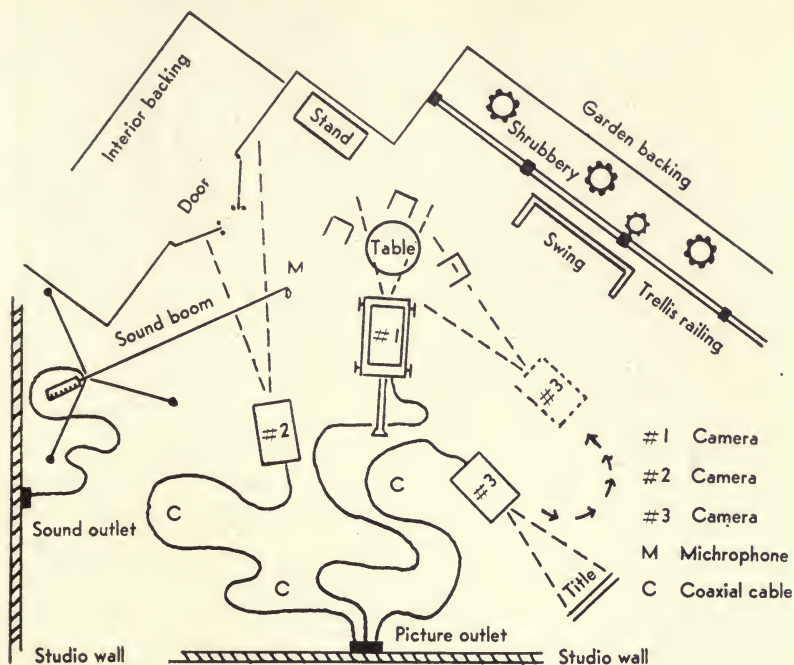 Interior backing
Stand
Garden backing
Shrubbery
Door
Table
Swing
M
Trellis railing
Sound boom
#1
#3
#2
#1 Camera
#3
#2 Camera
C
C
#3 Camera
Sound outlet
M Michrophone
C
Title
C Coaxial cable
Picture outlet
Studio wall
Studio wall